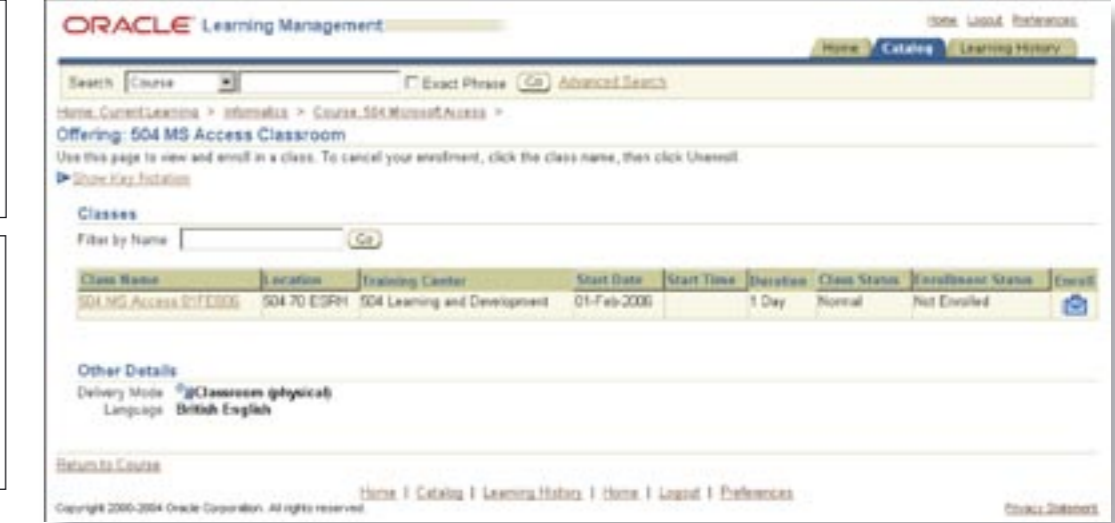 ORACLE Learning Management
Home Logout Preferences
Home Catalog Learning History
Search Course Exact Phrase Go Advanced Search
Home, Current Learning > Informatics > Course, 504 Microsoft Access >
Offering: 504 MS Access Classroom
Use this page to view and enroll in a class. To cancel your enrollment, click the class name, then click Unenroll.
Show Key Notation
Classes
Filter by Name Go
Class Name Location Training Center Start Date Start Time Duration Class Status Enrollment Status Enroll
504 MS Access 01FEB06 504 70 ESRH 504 Learning and Development 01-Feb-2006 1 Day Normal Not Enrolled
Other Details
Delivery Mode Classroom (physical)
Language British English
Return to Course
Home | Catalog | Learning History | Home | Logout | Preferences
Copyright 2000-2004 Oracle Corporation. All rights reserved.
Privacy Statement